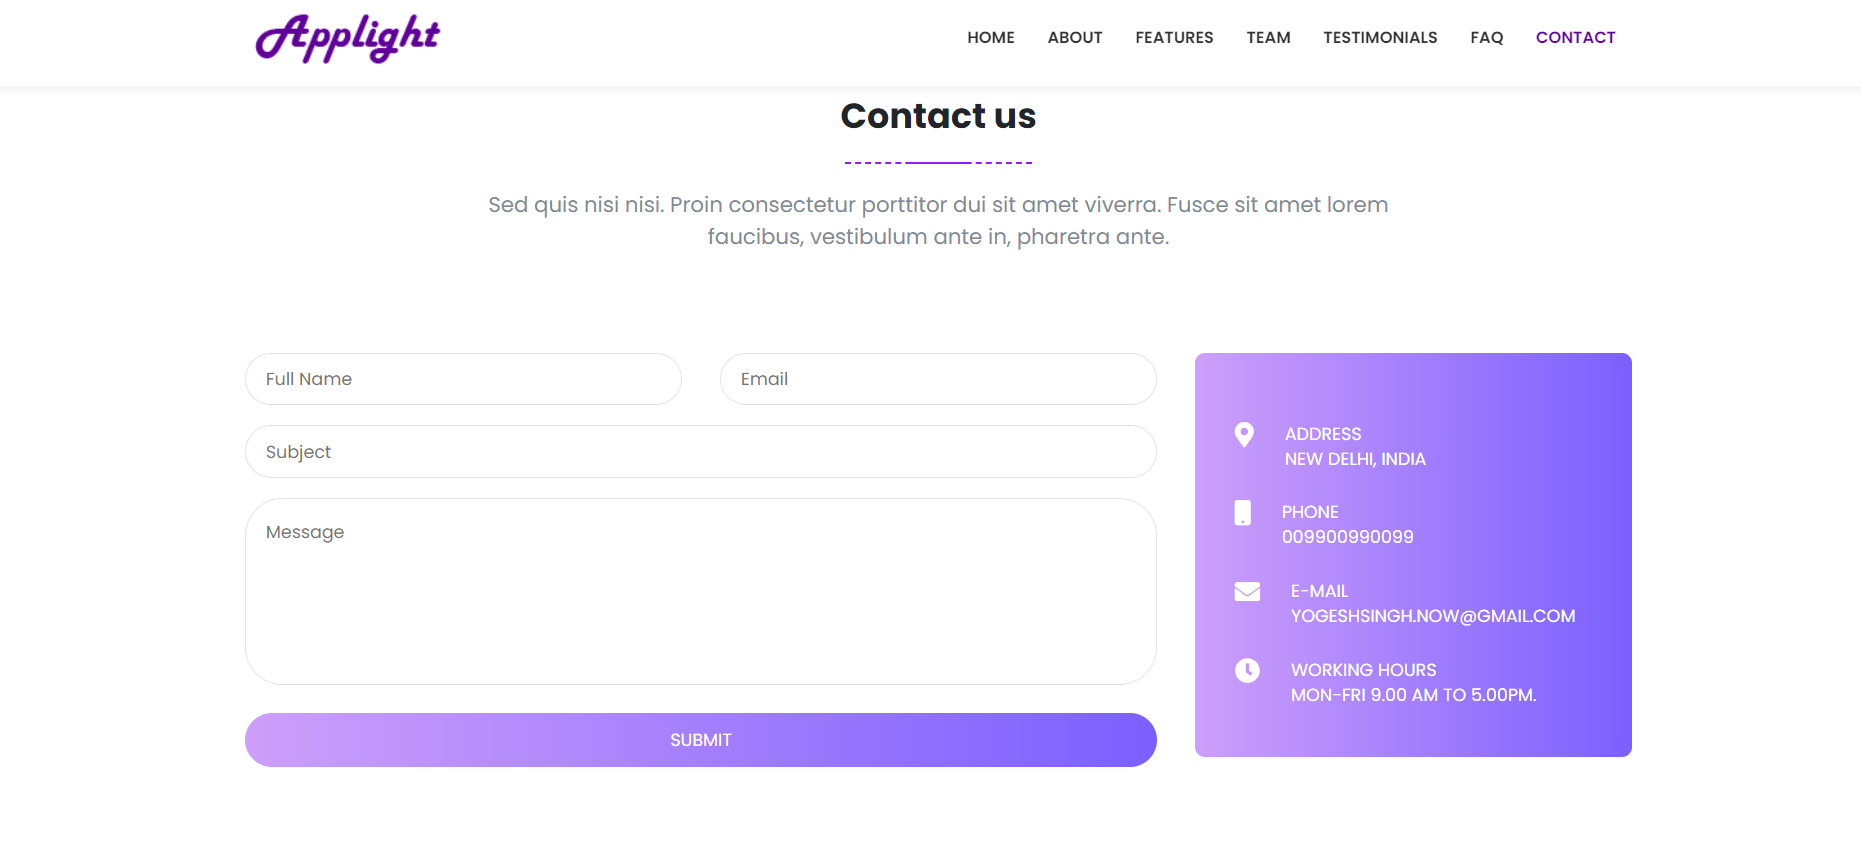 Applight
HOME ABOUT FEATURES TEAM TESTIMONIALS FAQ CONTACT
Contact us
Sed quis nisi nisi. Proin consectetur porttitor dui sit amet viverra. Fusce sit amet lorem
faucibus, vestibulum ante in, pharetra ante.
Full Name
Email
Subject
Message
SUBMIT
ADDRESS
NEW DELHI, INDIA
PHONE
009900990099
E-MAIL
YOGESHSINGH.NOW@GMAIL.COM
WORKING HOURS
MON-FRI 9.00 AM TO 5.00PM.